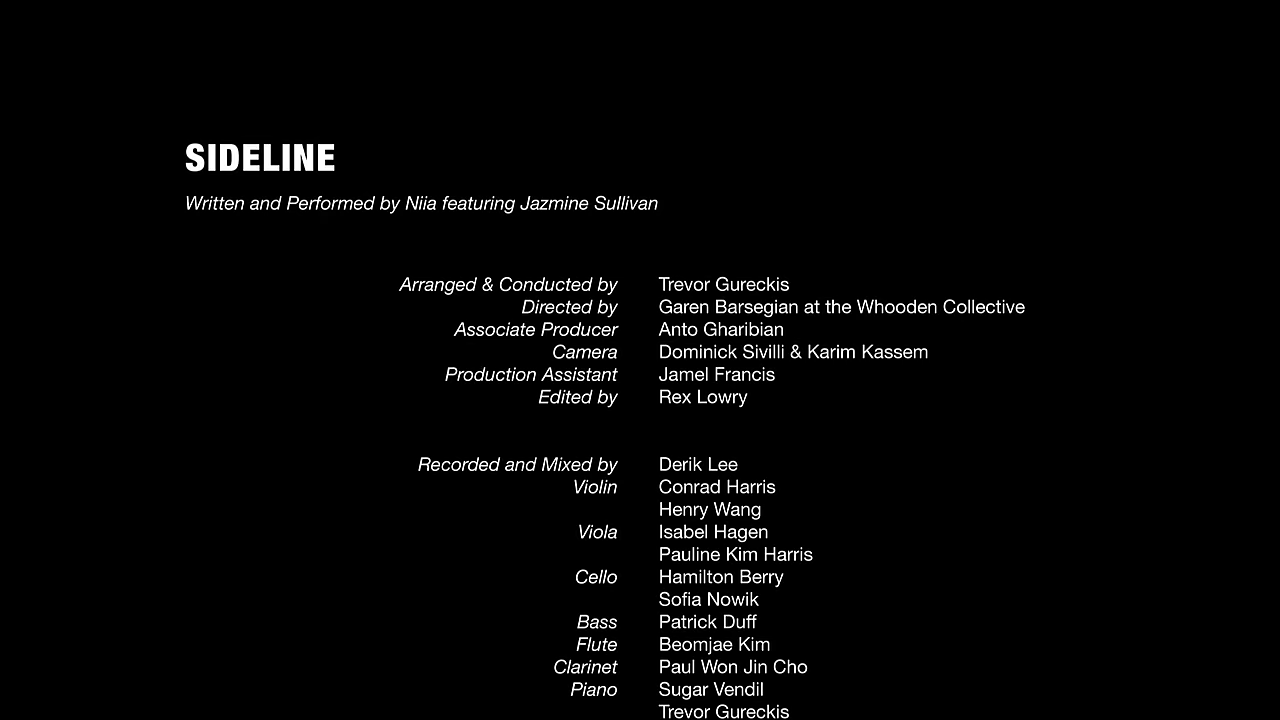 SIDELINE
Written and Performed by Niia featuring Jazmine Sullivan
Arranged & Conducted by Trevor Gureckis
Directed by Garen Barsegian at the Whooden Collective
Associate Producer Anto Gharibian
Camera Dominick Sivilli & Karim Kassem
Production Assistant Jamel Francis
Edited by Rex Lowry
Recorded and Mixed by Derik Lee
Violin Conrad Harris
Henry Wang
Viola Isabel Hagen
Pauline Kim Harris
Cello Hamilton Berry
Sofia Nowik
Bass Patrick Duff
Flute Beomjae Kim
Clarinet Paul Won Jin Cho
Piano Sugar Vendil
Trevor Gureckis